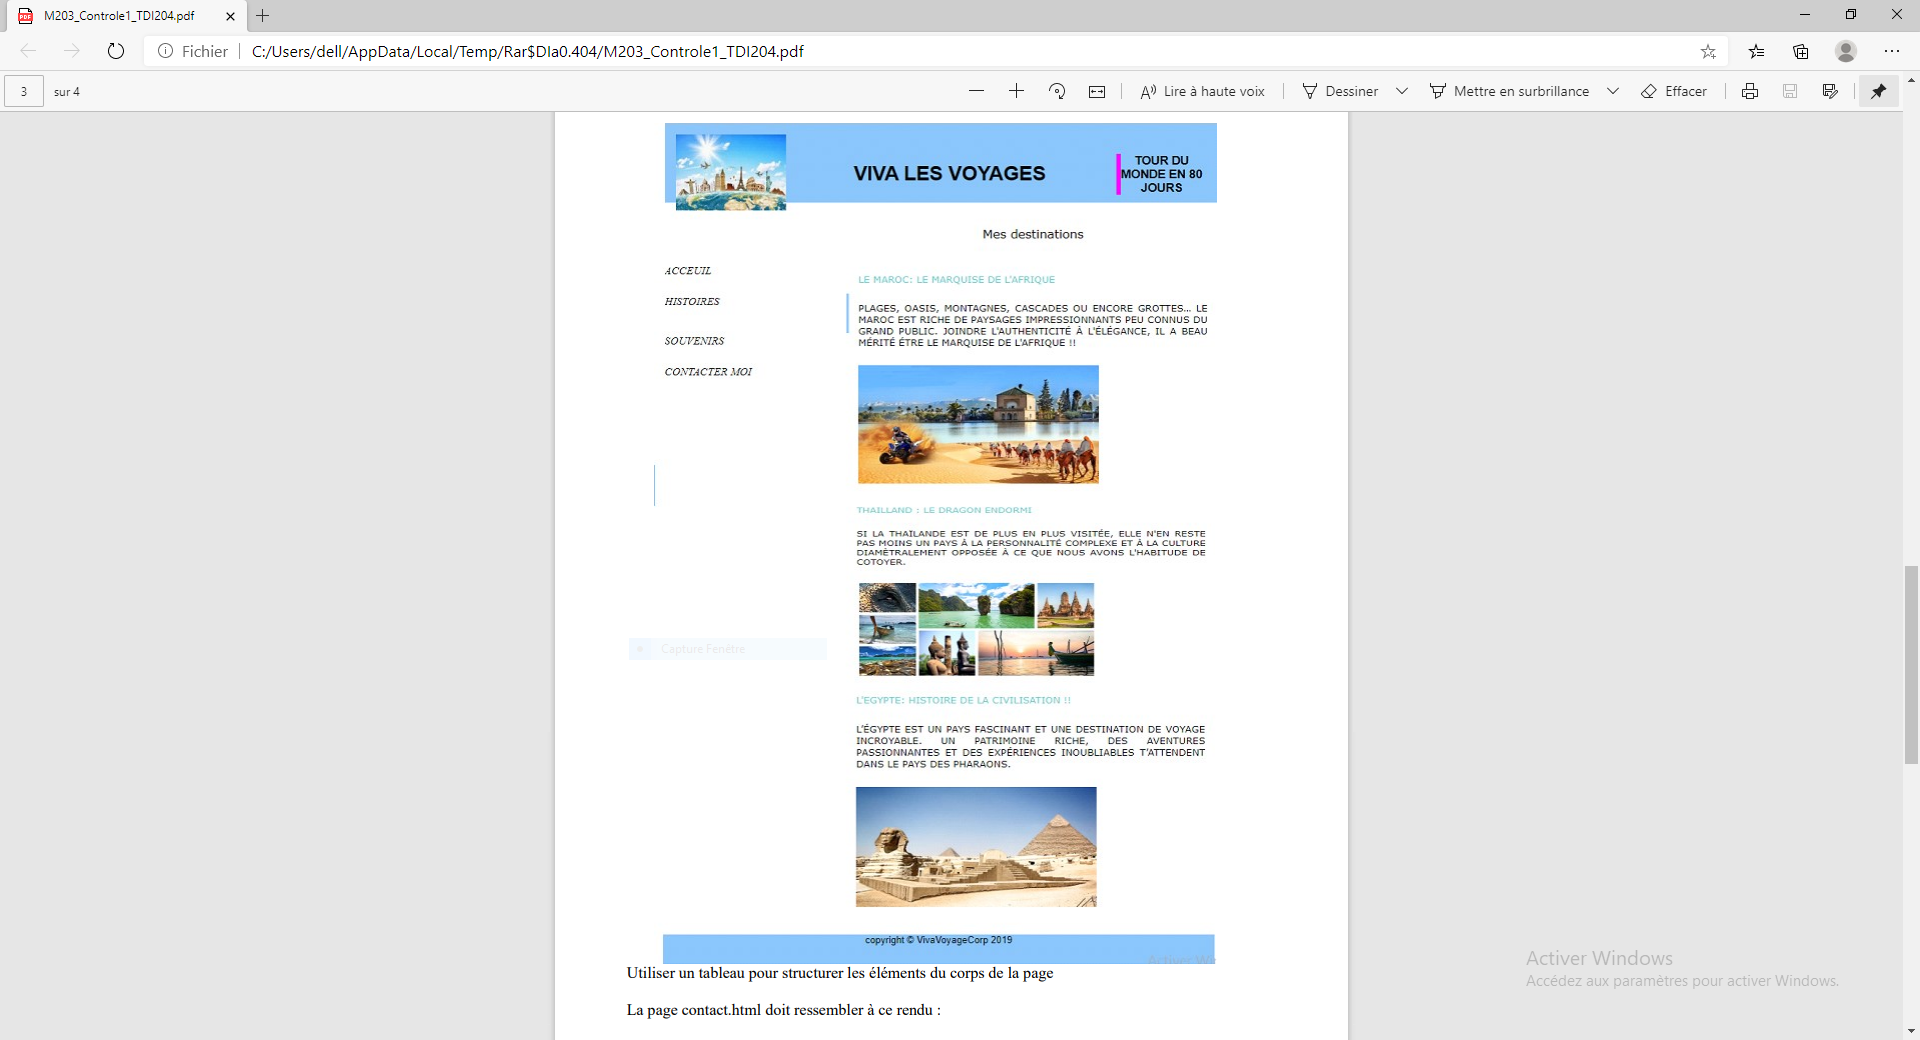 M203_Controle1_TDI204.pdf
Fichier
C:/Users/dell/AppData/Local/Temp/Rar$DIa0.404/M203_Controle1_TDI204.pdf
3 sur 4
Lire à haute voix
Dessiner
Mettre en surbrillance
Effacer
VIVA LES VOYAGES
TOUR DU
MONDE EN 80
JOURS
Mes destinations
ACCEUIL
HISTOIRES
SOUVENIRS
CONTACTER MOI
LE MAROC: LE MARQUISE DE L'AFRIQUE
PLAGES, OASIS, MONTAGNES, CASCADES OU ENCORE GROTTES... LE
MAROC EST RICHE DE PAYSAGES IMPRESSIONNANTS PEU CONNUS DU
GRAND PUBLIC. JOINDRE L'AUTHENTICITÉ À L'ÉLÉGANCE, IL A BEAU
MÉRITÉ ÉTRE LE MARQUISE DE L'AFRIQUE !!
THAILLAND : LE DRAGON ENDORMI
SI LA THAÏLANDE EST DE PLUS EN PLUS VISITÉE, ELLE N'EN RESTE
PAS MOINS UN PAYS À LA PERSONNALITÉ COMPLEXE ET À LA CULTURE
DIAMÉTRALEMENT OPPOSÉE À CE QUE NOUS AVONS L'HABITUDE DE
COTOYER.
Capture Fenêtre
L'EGYPTE: HISTOIRE DE LA CIVILISATION !!
L'ÉGYPTE EST UN PAYS FASCINANT ET UNE DESTINATION DE VOYAGE
INCROYABLE. UN PATRIMOINE RICHE, DES AVENTURES
PASSIONNANTES ET DES EXPÉRIENCES INOUBLIABLES T'ATTENDENT
DANS LE PAYS DES PHARAONS.
copyright © VivaVoyageCorp 2019
Activer Wi
Utiliser un tableau pour structurer les éléments du corps de la page
La page contact.html doit ressembler à ce rendu :
Activer Windows
Accédez aux paramètres pour activer Windows.